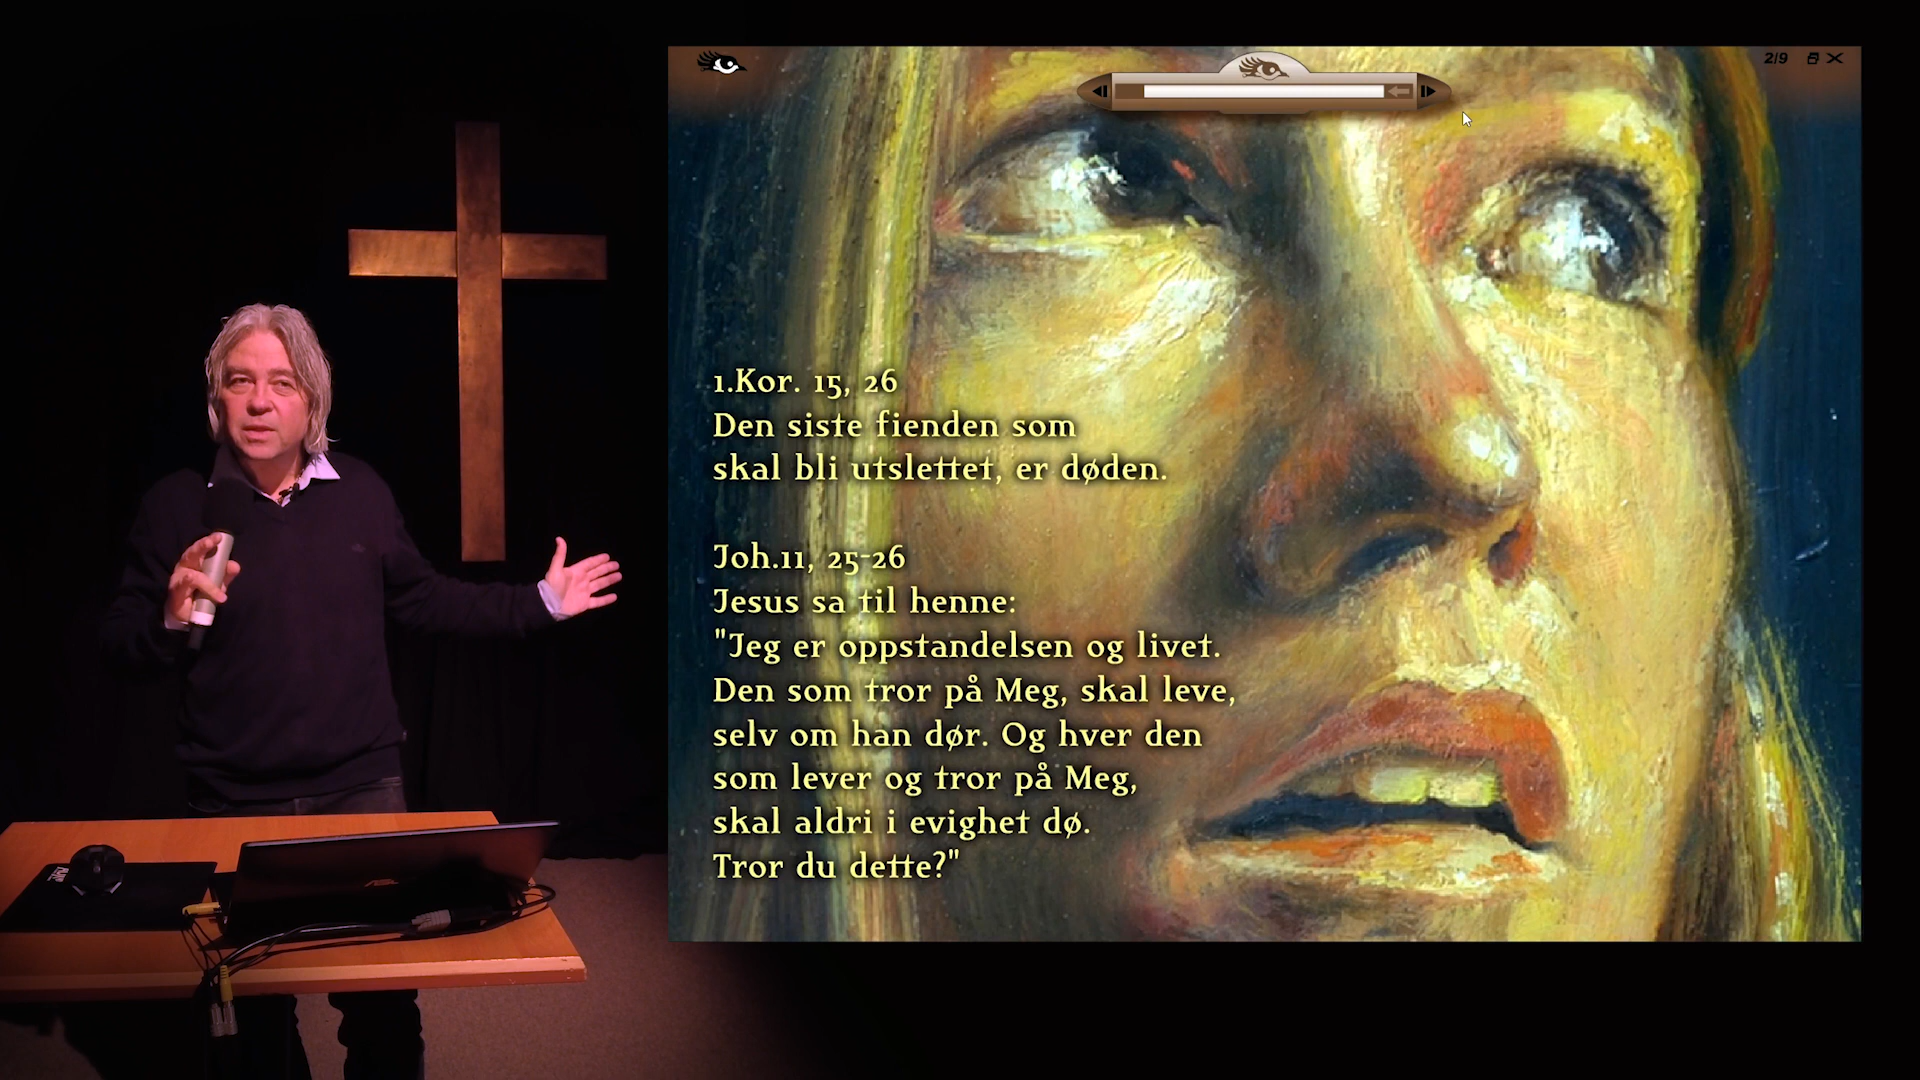 2/9
1.Kor. 15, 26
Den siste fienden som
skal bli utslettet, er døden.
Joh.11, 25-26
Jesus sa til henne:
"Jeg er oppstandelsen og livet.
Den som tror på Meg, skal leve,
selv om han dør. Og hver den
som lever og tror på Meg,
skal aldri i evighet dø.
Tror du dette?"